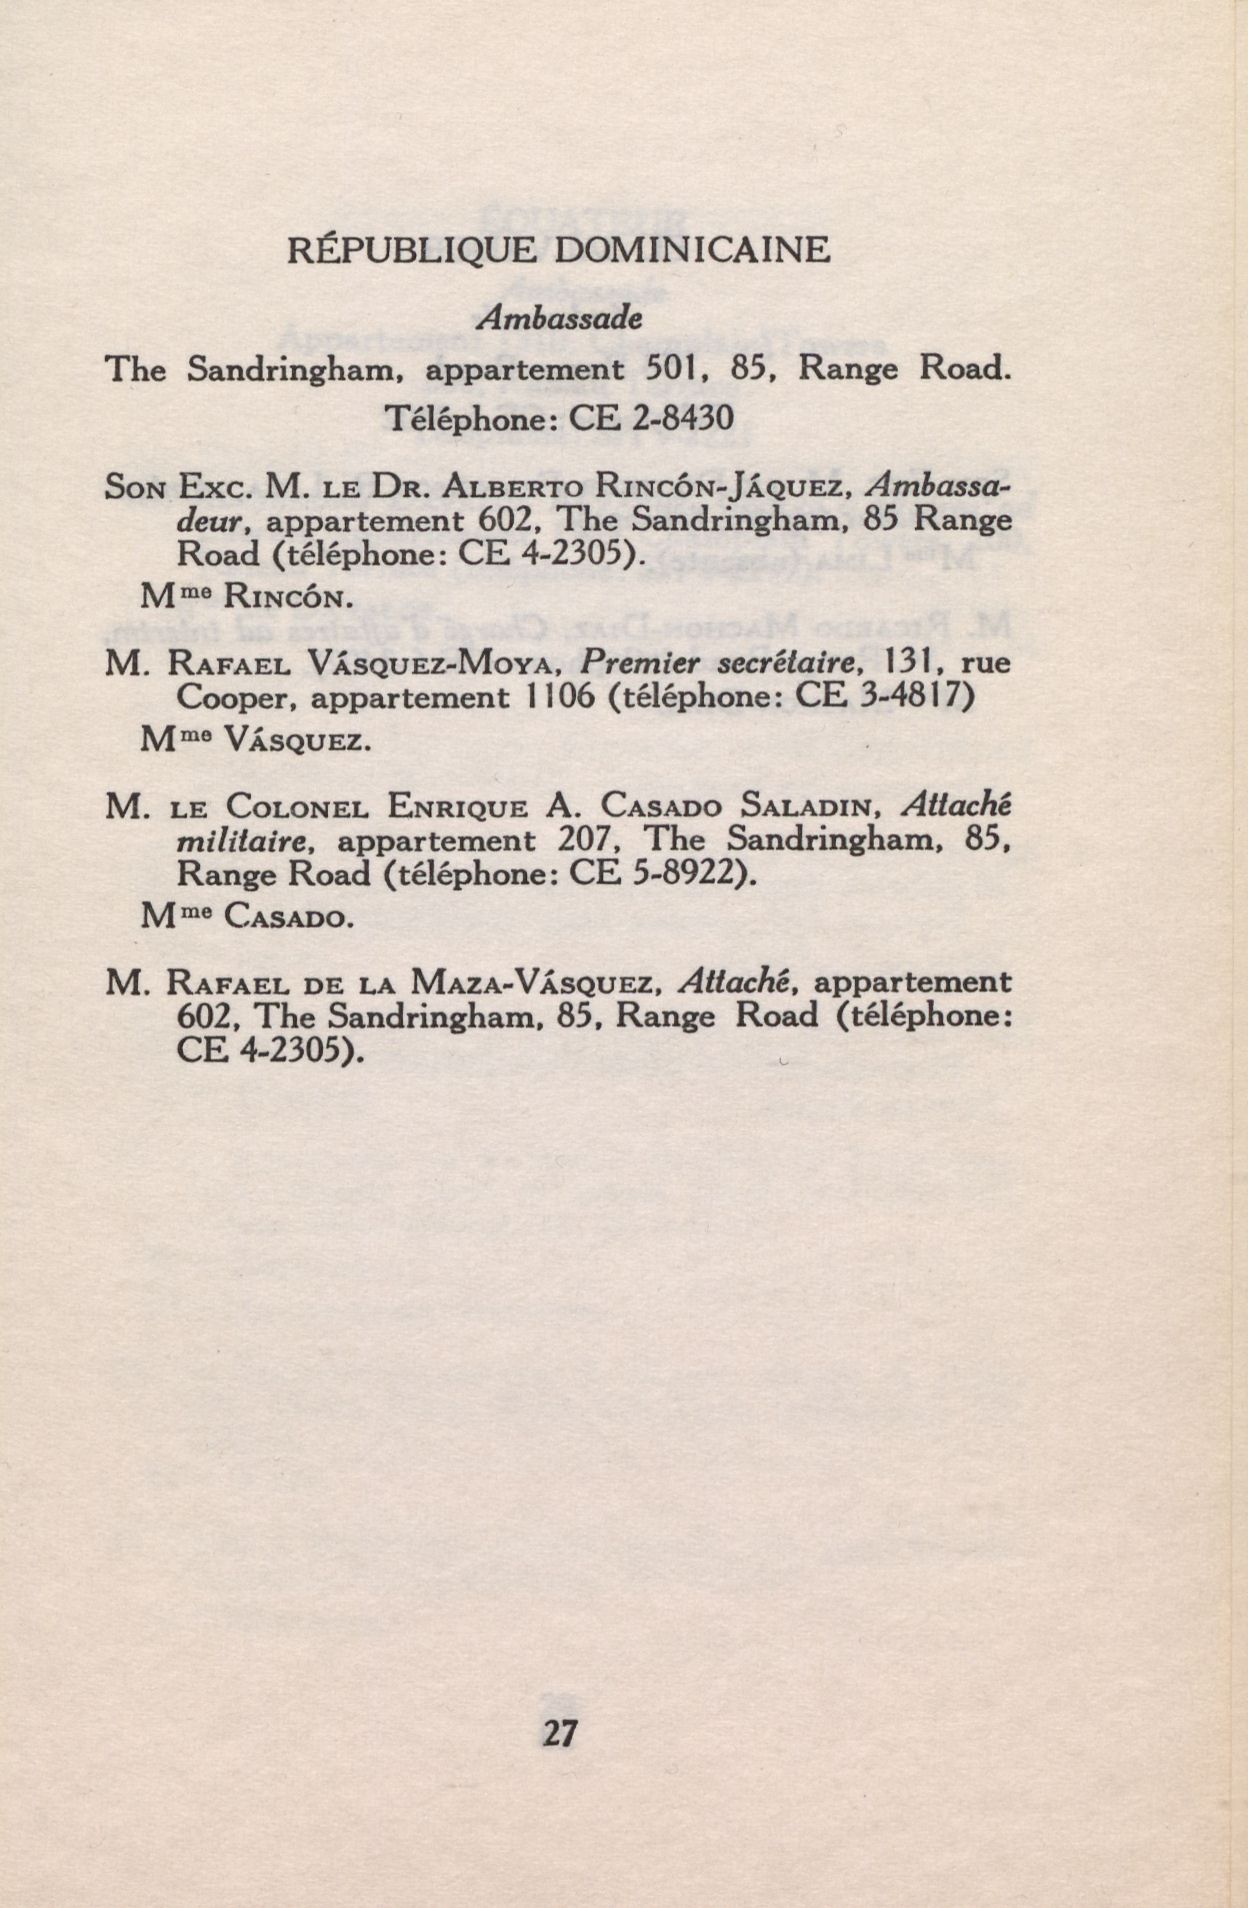 RÉPUBLIQUE DOMINICAINE
Ambassade
The Sandringham, appartement 501, 85, Range Road.
Téléphone: CE 2-8430
SON EXC. M. LE DR. ALBERTO RINCÓN-JÁQUEZ, Ambassa-
deur, appartement 602, The Sandringham, 85 Range
Road (téléphone: CE 4-2305).
Mme RINCÓN.
M. RAFAEL VÁSQUEZ-MOYA, Premier secrétaire, 131, rue
Cooper, appartement 1106 (téléphone: CE 3-4817)
Mme VÁSQUEZ.
M. LE COLONEL ENRIQUE A. CASADO SALADIN, Attaché
militaire, appartement 207, The Sandringham, 85,
Range Road (téléphone: CE 5-8922).
Mme CASADO.
M. RAFAEL DE LA MAZA-VÁSQUEZ, Attaché, appartement
602, The Sandringham, 85, Range Road (téléphone:
CE 4-2305).
27